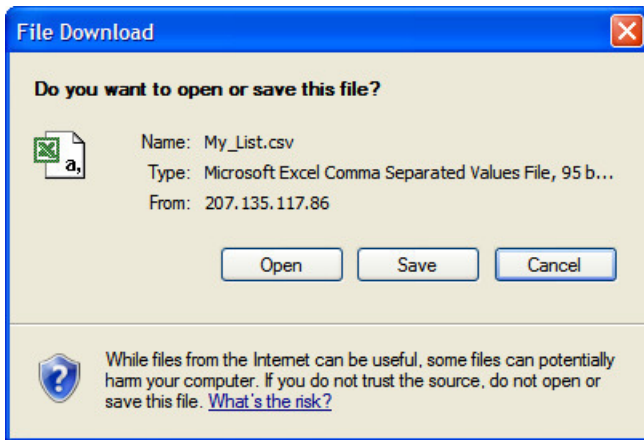 File Download
Do you want to open or save this file?
a,
Name: My_List.csv
Type: Microsoft Excel Comma Separated Values File, 95 b...
From: 207.135.117.86
Open Save Cancel
While files from the Internet can be useful, some files can potentially
harm your computer. If you do not trust the source, do not open or
save this file. What's the risk?